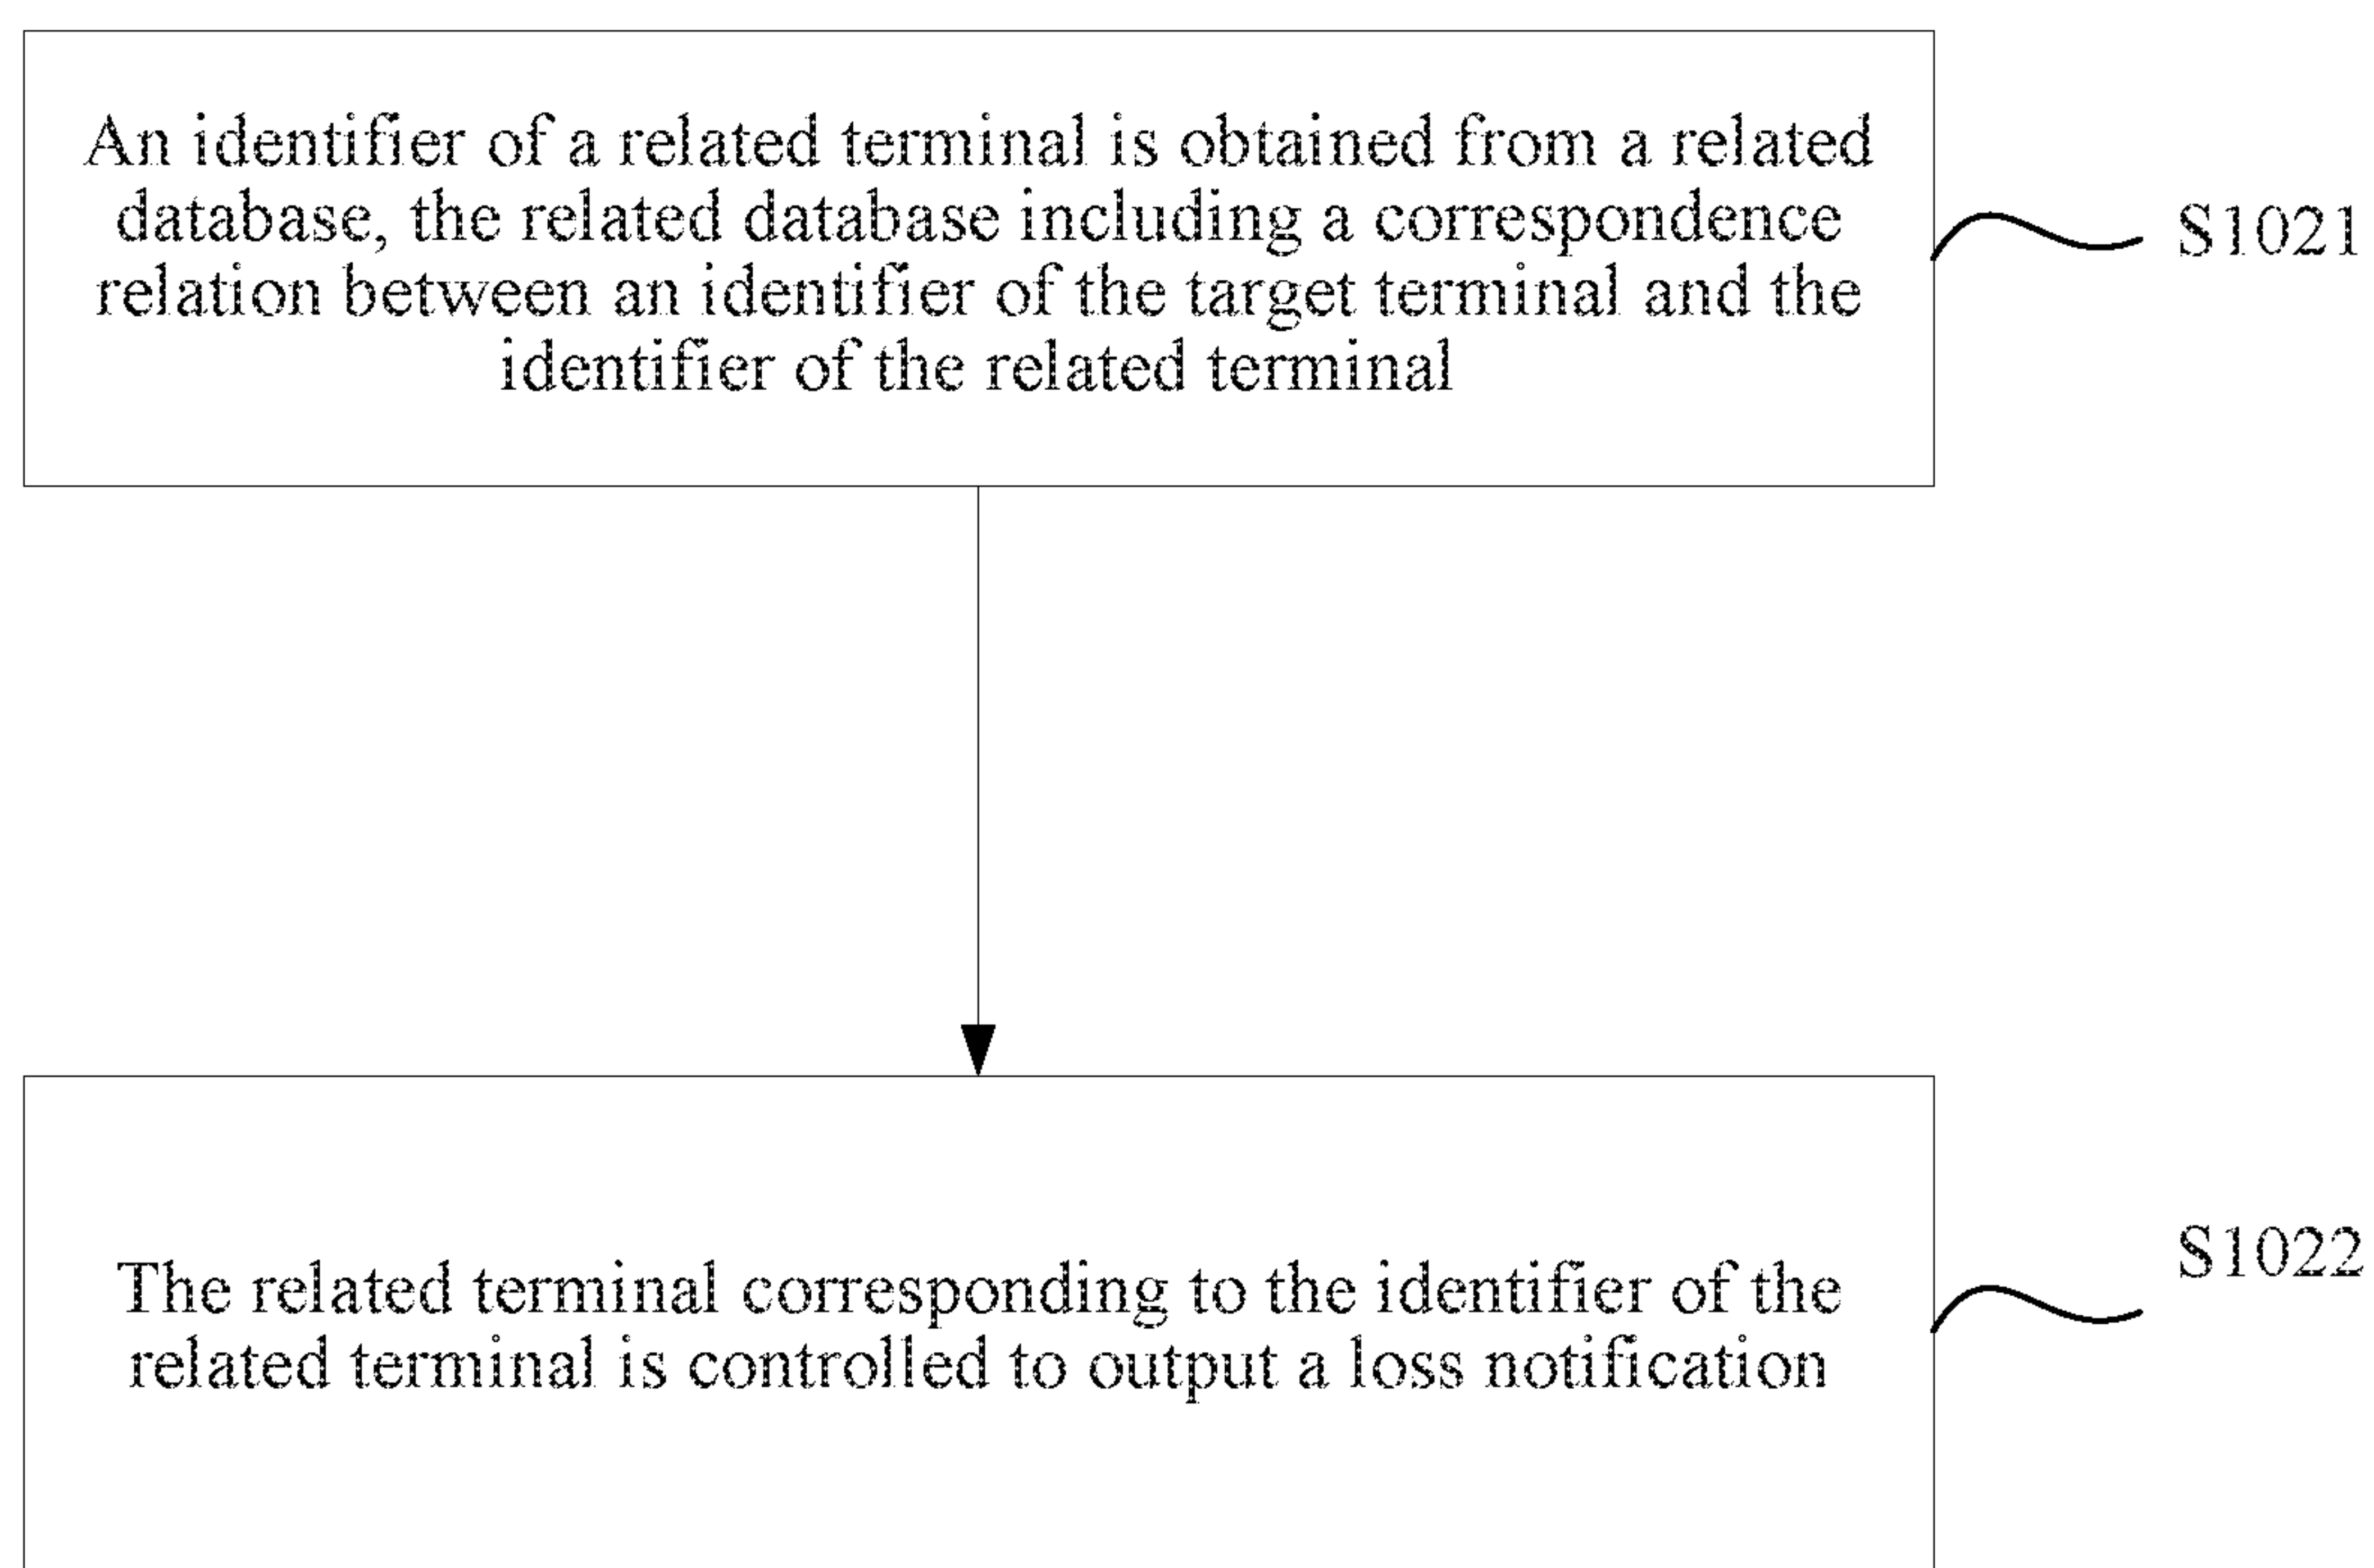 An identifier of a related terminal is obtained from a related
database, the related database including a correspondence
relation between an identifier of the target terminal and the
identifier of the related terminal
S1021
The related terminal corresponding to the identifier of the
related terminal is controlled to output a loss notification
S1022